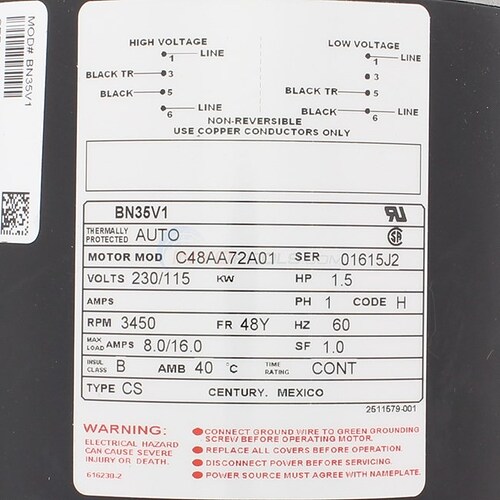 MOD# BN35V1
HIGH VOLTAGE
1 LINE
BLACK TR 3
BLACK 5
6 LINE
LOW VOLTAGE
1 LINE
3
BLACK TR 5
BLACK 6 LINE
NON-REVERSIBLE
USE COPPER CONDUCTORS ONLY
BN35V1
THERMALLY PROTECTED AUTO
MOTOR MOD C48AA72A01 SER 01615J2
VOLTS 230/115 KW HP 1.5
AMPS PH 1 CODE H
RPM 3450 FR 48Y HZ 60
MAX LOAD AMPS 8.0/16.0 SF 1.0
INSUL CLASS B AMB 40 °C TIME RATING CONT
TYPE CS CENTURY, MEXICO
2511579-001
WARNING:
ELECTRICAL HAZARD
CAN CAUSE SEVERE
INJURY OR DEATH.
616238-2
CONNECT GROUND WIRE TO GREEN GROUNDING
SCREW BEFORE OPERATING MOTOR.
REPLACE ALL COVERS BEFORE OPERATION
DISCONNECT POWER BEFORE SERVICING.
POWER SOURCE MUST AGREE WITH NAMEPLATE.